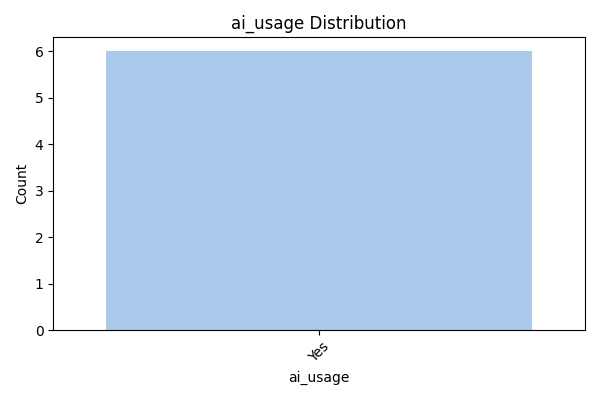 ai_usage Distribution
6
5
4
3
2
1
0
Count
Yes
ai_usage